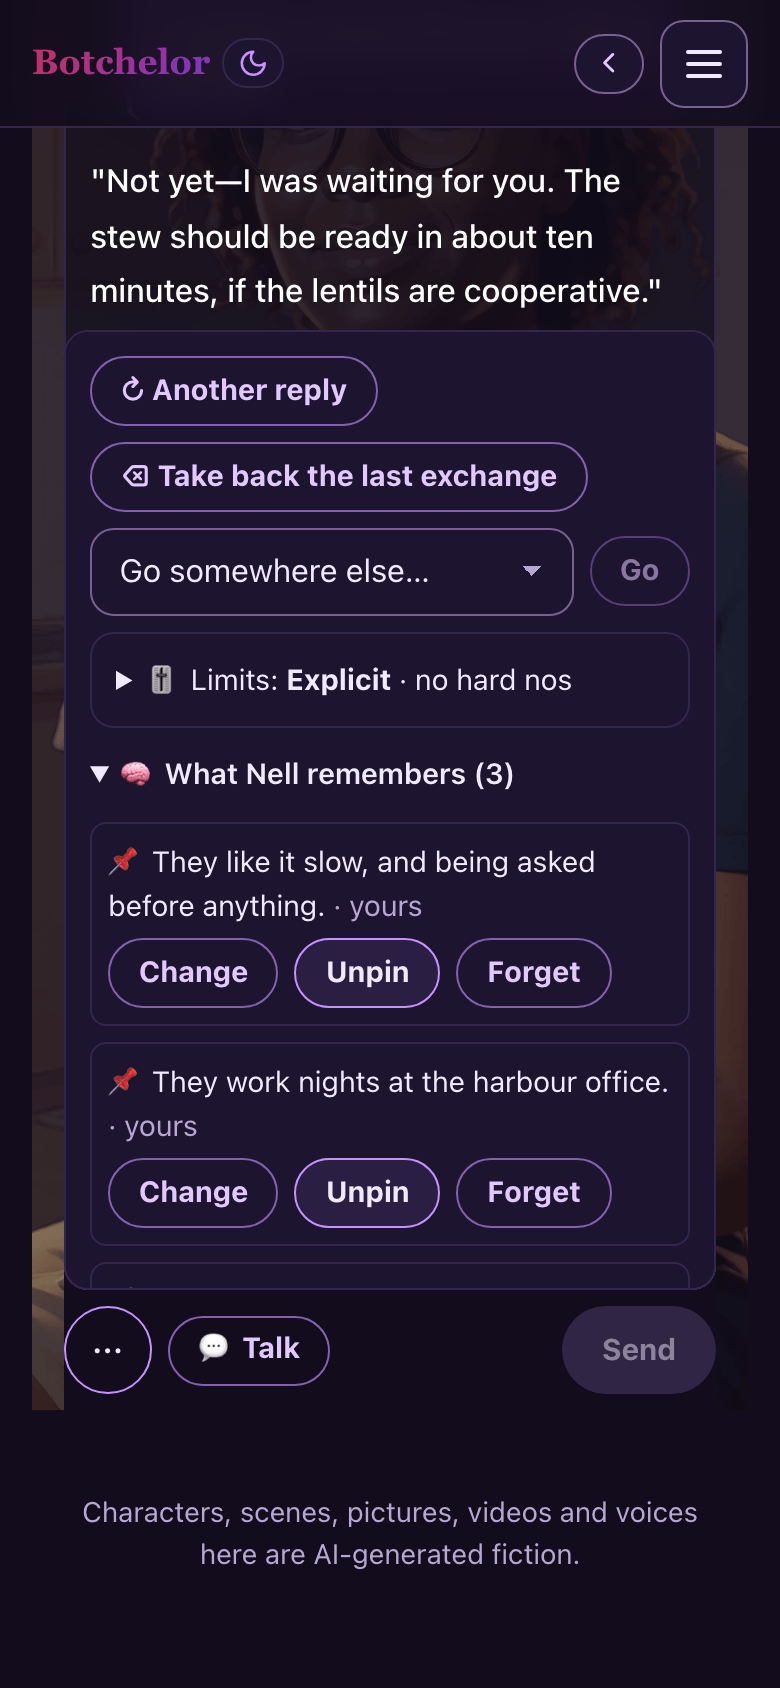 Botchelor
"Not yet—I was waiting for you. The
stew should be ready in about ten
minutes, if the lentils are cooperative."
Another reply
Take back the last exchange
Go somewhere else...
Go
Limits: Explicit · no hard nos
What Nell remembers (3)
They like it slow, and being asked
before anything. · yours
Change
Unpin
Forget
They work nights at the harbour office.
· yours
Change
Unpin
Forget
Talk
Send
Characters, scenes, pictures, videos and voices
here are AI-generated fiction.